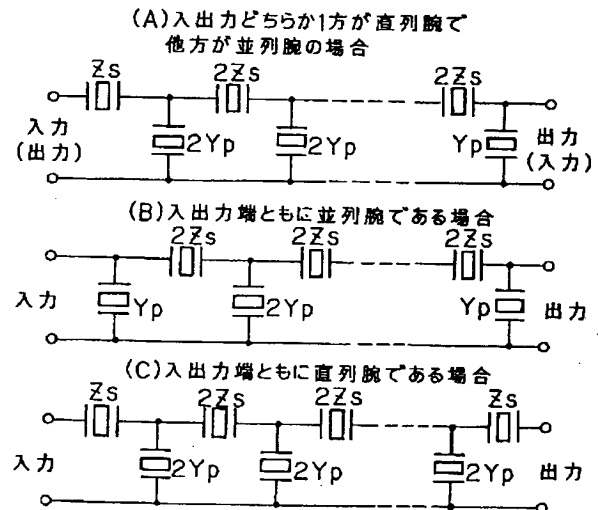 (A)入出力どちらか1方が直列腕で
他方が並列腕の場合
Zs 2Zs 2Zs
入力
(出力)
2Yp 2Yp Yp
出力
(入力)
(B)入出力端ともに並列腕である場合
2Zs 2Zs 2Zs
入力 Yp 2Yp Yp 出力
(C)入出力端ともに直列腕である場合
Zs 2Zs 2Zs Zs
入力 2Yp 2Yp 2Yp 出力